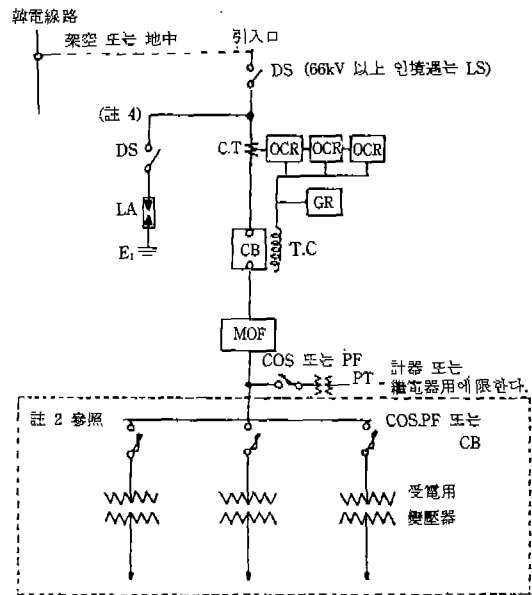 韓電線路
架空 또는 地中
引入口
DS (66kV 以上 인境遇는 LS)
(註 4)
DS
C.T
OCR
OCR
OCR
LA
GR
E₁
CB
T.C
MOF
COS 또는 PF
PT
計器 또는
繼電器用에限한다.
註 2 參照
COS.PF 또는
CB
受電用
變壓器